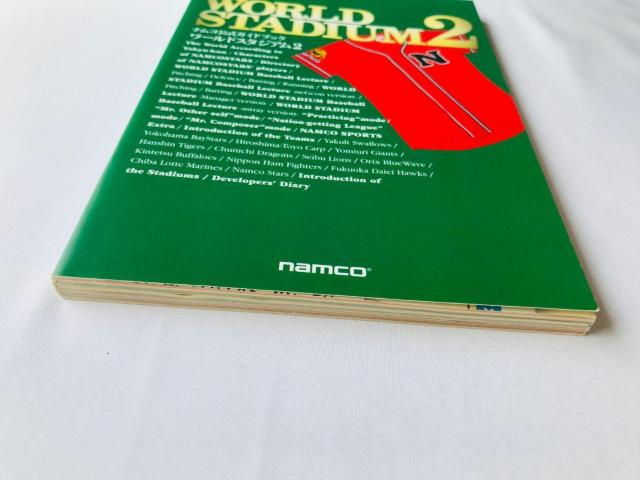 WORLD
STADIUM 2
ナムコ公式ガイドブック
ワールドスタジアム2
The World According to
/ Characters
of NAMCOSTARS / Directory
of NAMCOSTARS' players /
WORLD STADIUM Baseball Lecture /
Pitching / Defence / Batting / Running / WORLD
STADIUM Baseball Lecture -neGcon version- /
Pitching / Batting / WORLD STADIUM Baseball
Lecture -Manager version- / WORLD STADIUM
Baseball Lecture -astray version- "Practicing" mode /
"Mr. Other self" mode / "Nation-getting League"
mode / "Mr. Composer" mode / NAMCO SPORTS
Extra / Introduction of the Teams / Yakult Swallows /
Yokohama BayStars / Hiroshima-Toyo Carp / Yomiuri Giants /
Hanshin Tigers / Chunichi Dragons / Seibu Lions / Orix BlueWave /
Kintetsu Buffaloes / Nippon Ham Fighters / Fukuoka Daiei Hawks /
Chiba Lotte Marines / Namco Stars / Introduction of
the Stadiums / Developers' Diary
N
namco